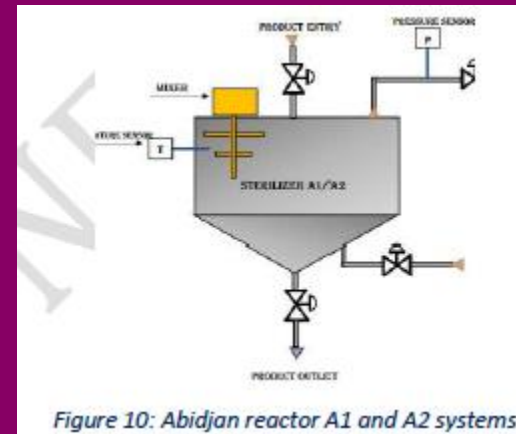 PRESSURE SENSOR
PRODUCT ENTRY
P
MIXER
T
STERILIZER A1/A2
PRODUCT OUTLET
Figure 10: Abidjan reactor A1 and A2 systems